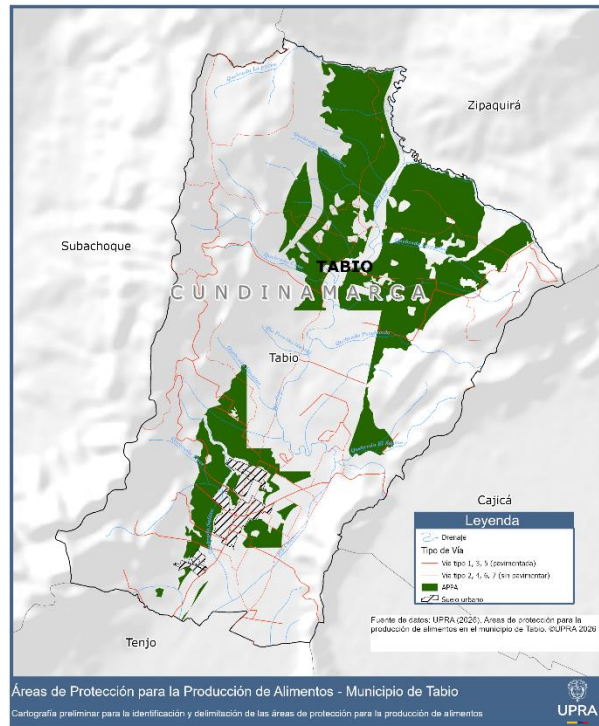 Zipaquirá
Subachoque
TABIO
CUNDINAMARCA
Tabio
Cajicá
Tenjo
Leyenda
Drenaje
Tipo de Vía
Vía tipo 1, 3, 5 (pavimentada)
Vía tipo 2, 4, 6, 7 (sin pavimentar)
APPA
Suelo urbano
Fuente de datos: UPRA (2026). Áreas de protección para la
producción de alimentos en el municipio de Tabio. ©UPRA 2026
Áreas de Protección para la Producción de Alimentos - Municipio de Tabio
Cartografía preliminar para la identificación y delimitación de las áreas de protección para la producción de alimentos
UPRA